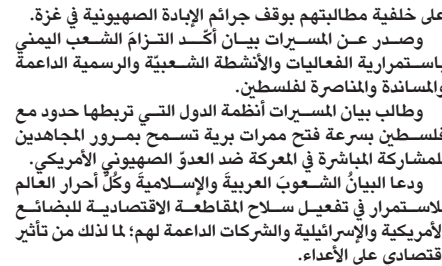 على خلفية مطالبتهم بوقف جرائم الإبادة الصهيونية في غزة.
وصدر عن المسيرات بيان أكّد التزامَ الشعب اليمني
باستمرارية الفعاليات والأنشطة الشعبيّة والرسمية الداعمة
والمساندة والمناصرة لفلسطين.
وطالب بيان المسيرات أنظمة الدول التي تربطها حدود مع
فلسطين بسرعة فتح ممرات برية تسمح بمرور المجاهدين
للمشاركة المباشرة في المعركة ضد العدوّ الصهيوني الأمريكي.
ودعا البيانُ الشعوبَ العربيةَ والإسلاميةَ وكُلَّ أحرار العالم
للاستمرار في تفعيل سلاح المقاطعة الاقتصادية للبضائع
الأمريكية والإسرائيلية والشركات الداعمة لهم؛ لما لذلك من تأثير
اقتصادي على الأعداء.